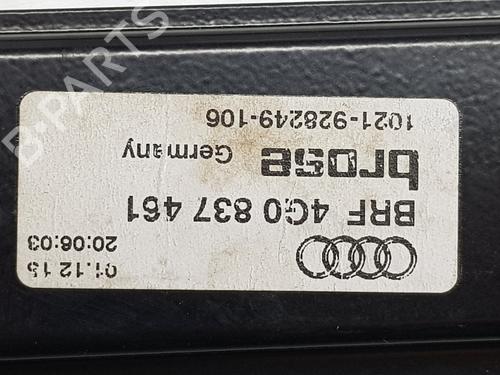 BRF 4G0 837 461
brose
Germany
1021-928249-106
01.12 15
20:06:03
B-PARTS